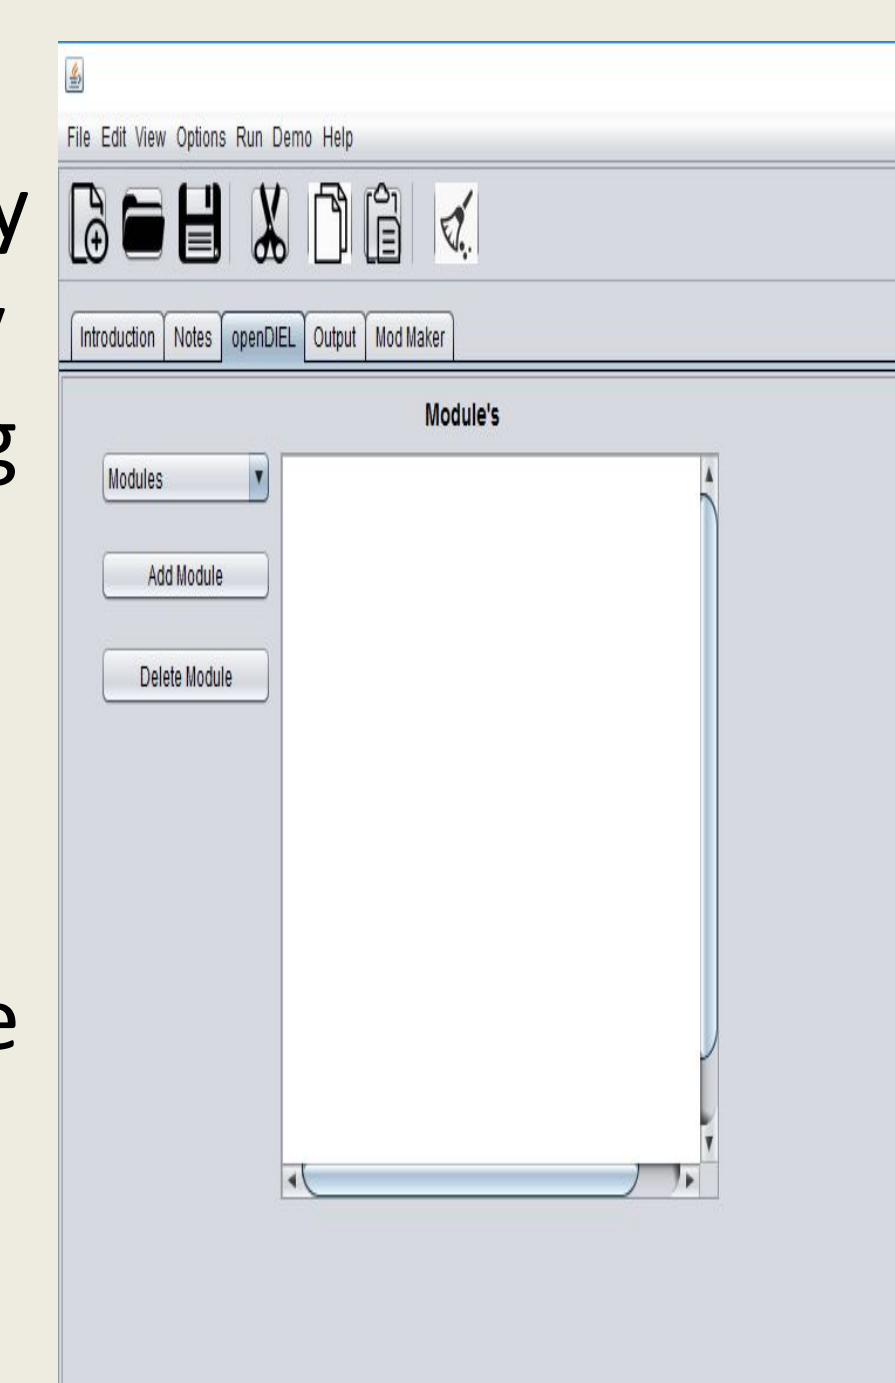 File Edit View Options Run Demo Help
y
g
Introduction Notes openDIEL Output Mod Maker
Module's
Modules
Add Module
Delete Module
e